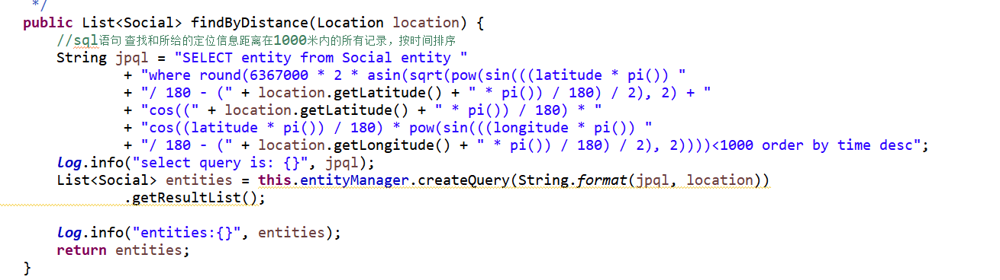 */
public List<Social> findByDistance(Location location) {
//sql语句 查找和所给的定位信息距离在1000米内的所有记录，按时间排序
String jpql = "SELECT entity from Social entity "
+ "where round(6367000 * 2 * asin(sqrt(pow(sin(((latitude * pi()) "
+ "/ 180 - (" + location.getLatitude() + " * pi()) / 180) / 2), 2) + "
+ "cos((" + location.getLatitude() + " * pi()) / 180) * "
+ "cos((latitude * pi()) / 180) * pow(sin(((longitude * pi()) "
+ "/ 180 - (" + location.getLongitude() + " * pi()) / 180) / 2), 2))))<1000 order by time desc";
log.info("select query is: {}", jpql);
List<Social> entities = this.entityManager.createQuery(String.format(jpql, location))
.getResultList();
log.info("entities:{}", entities);
return entities;
}